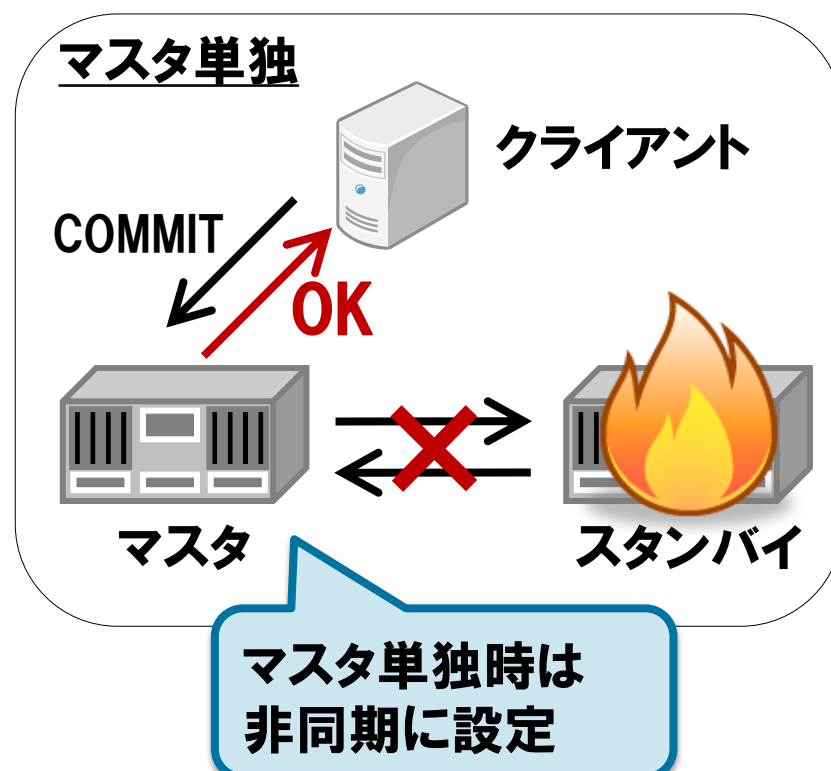 マスタ単独
クライアント
COMMIT
OK
マスタ
スタンバイ
マスタ単独時は
非同期に設定